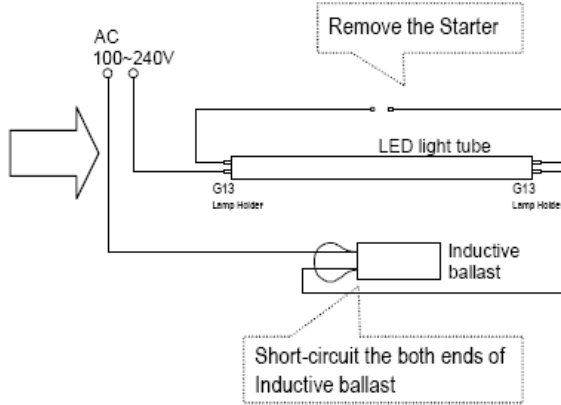 Remove the Starter
AC
100~240V
LED light tube
G13
Lamp Holder
G13
Lamp Holder
Inductive
ballast
Short-circuit the both ends of
Inductive ballast